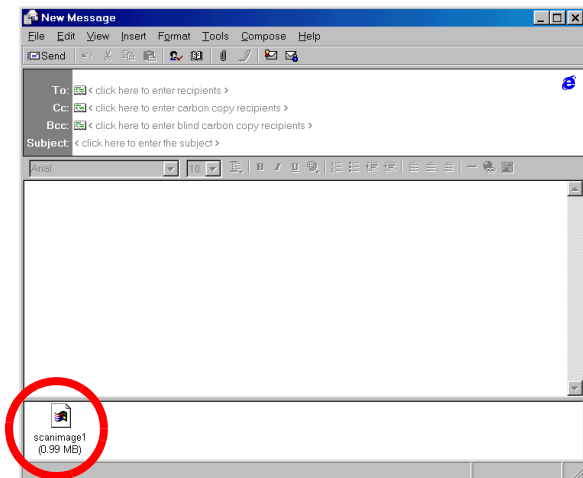 New Message
File Edit View Insert Format Tools Compose Help
Send
To: < click here to enter recipients >
Cc: < click here to enter carbon copy recipients >
Bcc: < click here to enter blind carbon copy recipients >
Subject: < click here to enter the subject >
Arial 10 B I U
scanimage1
(0.99 MB)